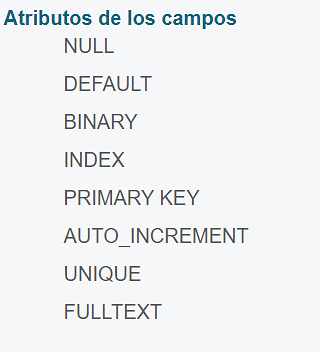 Atributos de los campos
NULL
DEFAULT
BINARY
INDEX
PRIMARY KEY
AUTO_INCREMENT
UNIQUE
FULLTEXT